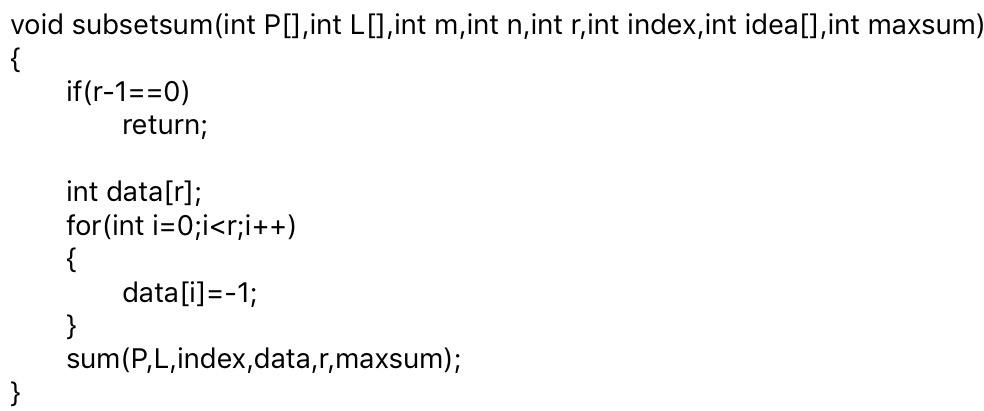 void subsetsum(int P[],int L[],int m,int n,int r,int index,int idea[],int maxsum)
{
if(r-1==0)
return;
int data[r];
for(int i=0;i<r;i++)
{
data[i]=-1;
}
sum(P,L,index,data,r,maxsum);
}